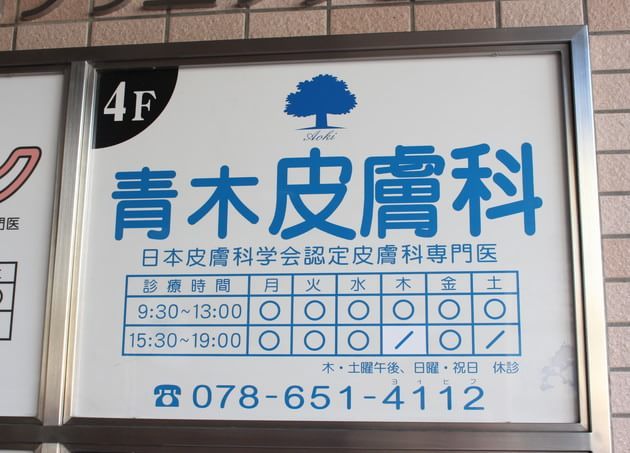 4F
Aoki
青木皮膚科
日本皮膚科学会認定皮膚科専門医
診療時間 月 火 水 木 金 土
9:30~13:00 ○ ○ ○ ○ ○ ○
15:30~19:00 ○ ○ ○ / ○ /
木・土曜午後、日曜・祝日 休診
ヨイヒフ
☎078-651-4112
門医